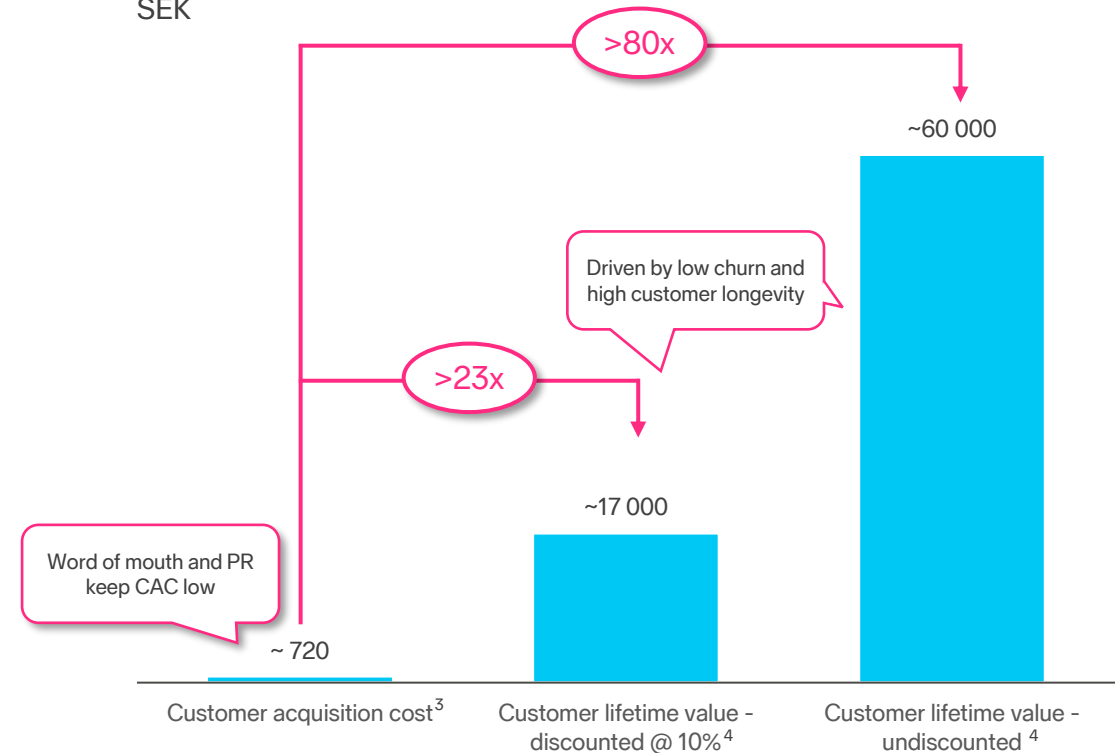 SEK
>80x
~60 000
Driven by low churn and
high customer longevity
>23x
~17 000
Word of mouth and PR
keep CAC low
~ 720
Customer acquisition cost³
Customer lifetime value -
discounted @ 10%⁴
Customer lifetime value -
undiscounted ⁴